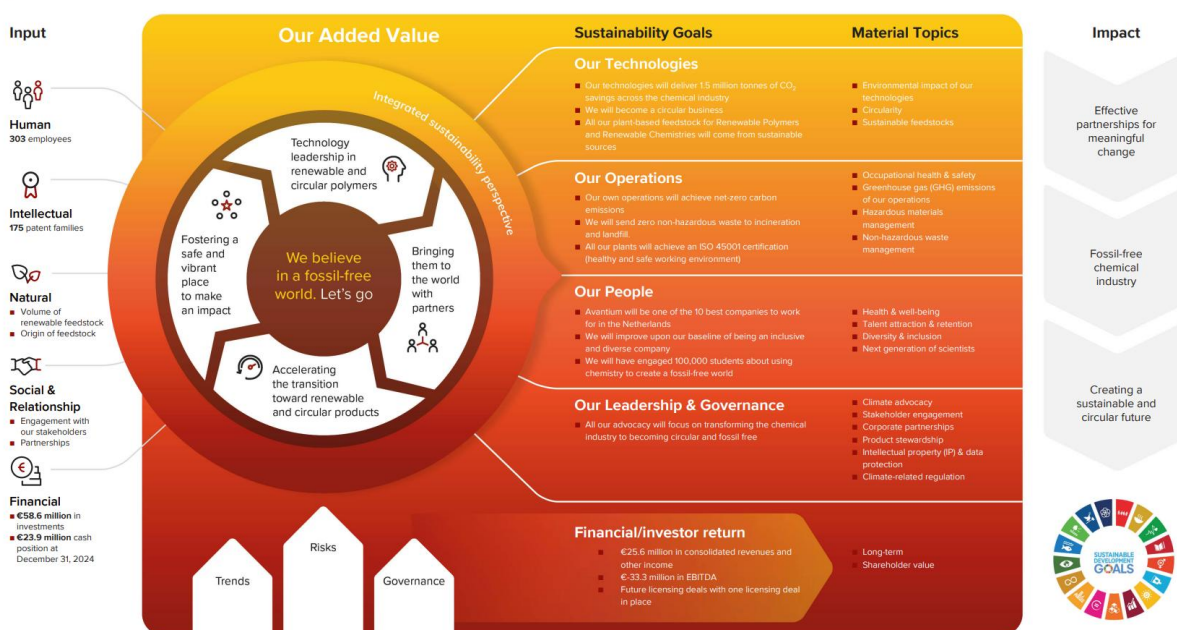 Input
Human
303 employees
Intellectual
175 patent families
Natural
■ Volume of
renewable feedstock
■ Origin of feedstock
Social &
Relationship
■ Engagement with
our stakeholders
■ Partnerships
Financial
■ €58.6 million in
investments
■ €23.9 million cash
position at
December 31, 2024
Our Added Value
Integrated sustainability perspective
Technology
leadership in
renewable and
circular polymers
Bringing
them to
the world
with
partners
Accelerating
the transition
toward renewable
and circular products
Fostering a
safe and
vibrant
place
to make
an impact
We believe
in a fossil-free
world. Let's go
Trends
Risks
Governance
Sustainability Goals
Material Topics
Our Technologies
■ Our technologies will deliver 1.5 million tonnes of CO₂
savings across the chemical industry
■ We will become a circular business
■ All our plant-based feedstock for Renewable Polymers
and Renewable Chemistries will come from sustainable
sources
■ Environmental impact of our
technologies
■ Circularity
■ Sustainable feedstocks
Our Operations
■ Our own operations will achieve net-zero carbon
emissions
■ We will send zero non-hazardous waste to incineration
and landfill.
■ All our plants will achieve an ISO 45001 certification
(healthy and safe working environment)
■ Occupational health & safety
■ Greenhouse gas (GHG) emissions
of our operations
■ Hazardous materials
management
■ Non-hazardous waste
management
Our People
■ Avantium will be one of the 10 best companies to work
for in the Netherlands
■ We will improve upon our baseline of being an inclusive
and diverse company
■ We will have engaged 100,000 students about using
chemistry to create a fossil-free world
■ Health & well-being
■ Talent attraction & retention
■ Diversity & inclusion
■ Next generation of scientists
Our Leadership & Governance
■ All our advocacy will focus on transforming the chemical
industry to becoming circular and fossil free
■ Climate advocacy
■ Stakeholder engagement
■ Corporate partnerships
■ Product stewardship
■ Intellectual property (IP) & data
protection
■ Climate-related regulation
Financial/investor return
■ €25.6 million in consolidated revenues and
other income
■ €-33.3 million in EBITDA
■ Future licensing deals with one licensing deal
in place
■ Long-term
■ Shareholder value
Impact
Effective
partnerships for
meaningful
change
Fossil-free
chemical
industry
Creating a
sustainable and
circular future
SUSTAINABLE
DEVELOPMENT
GOALS